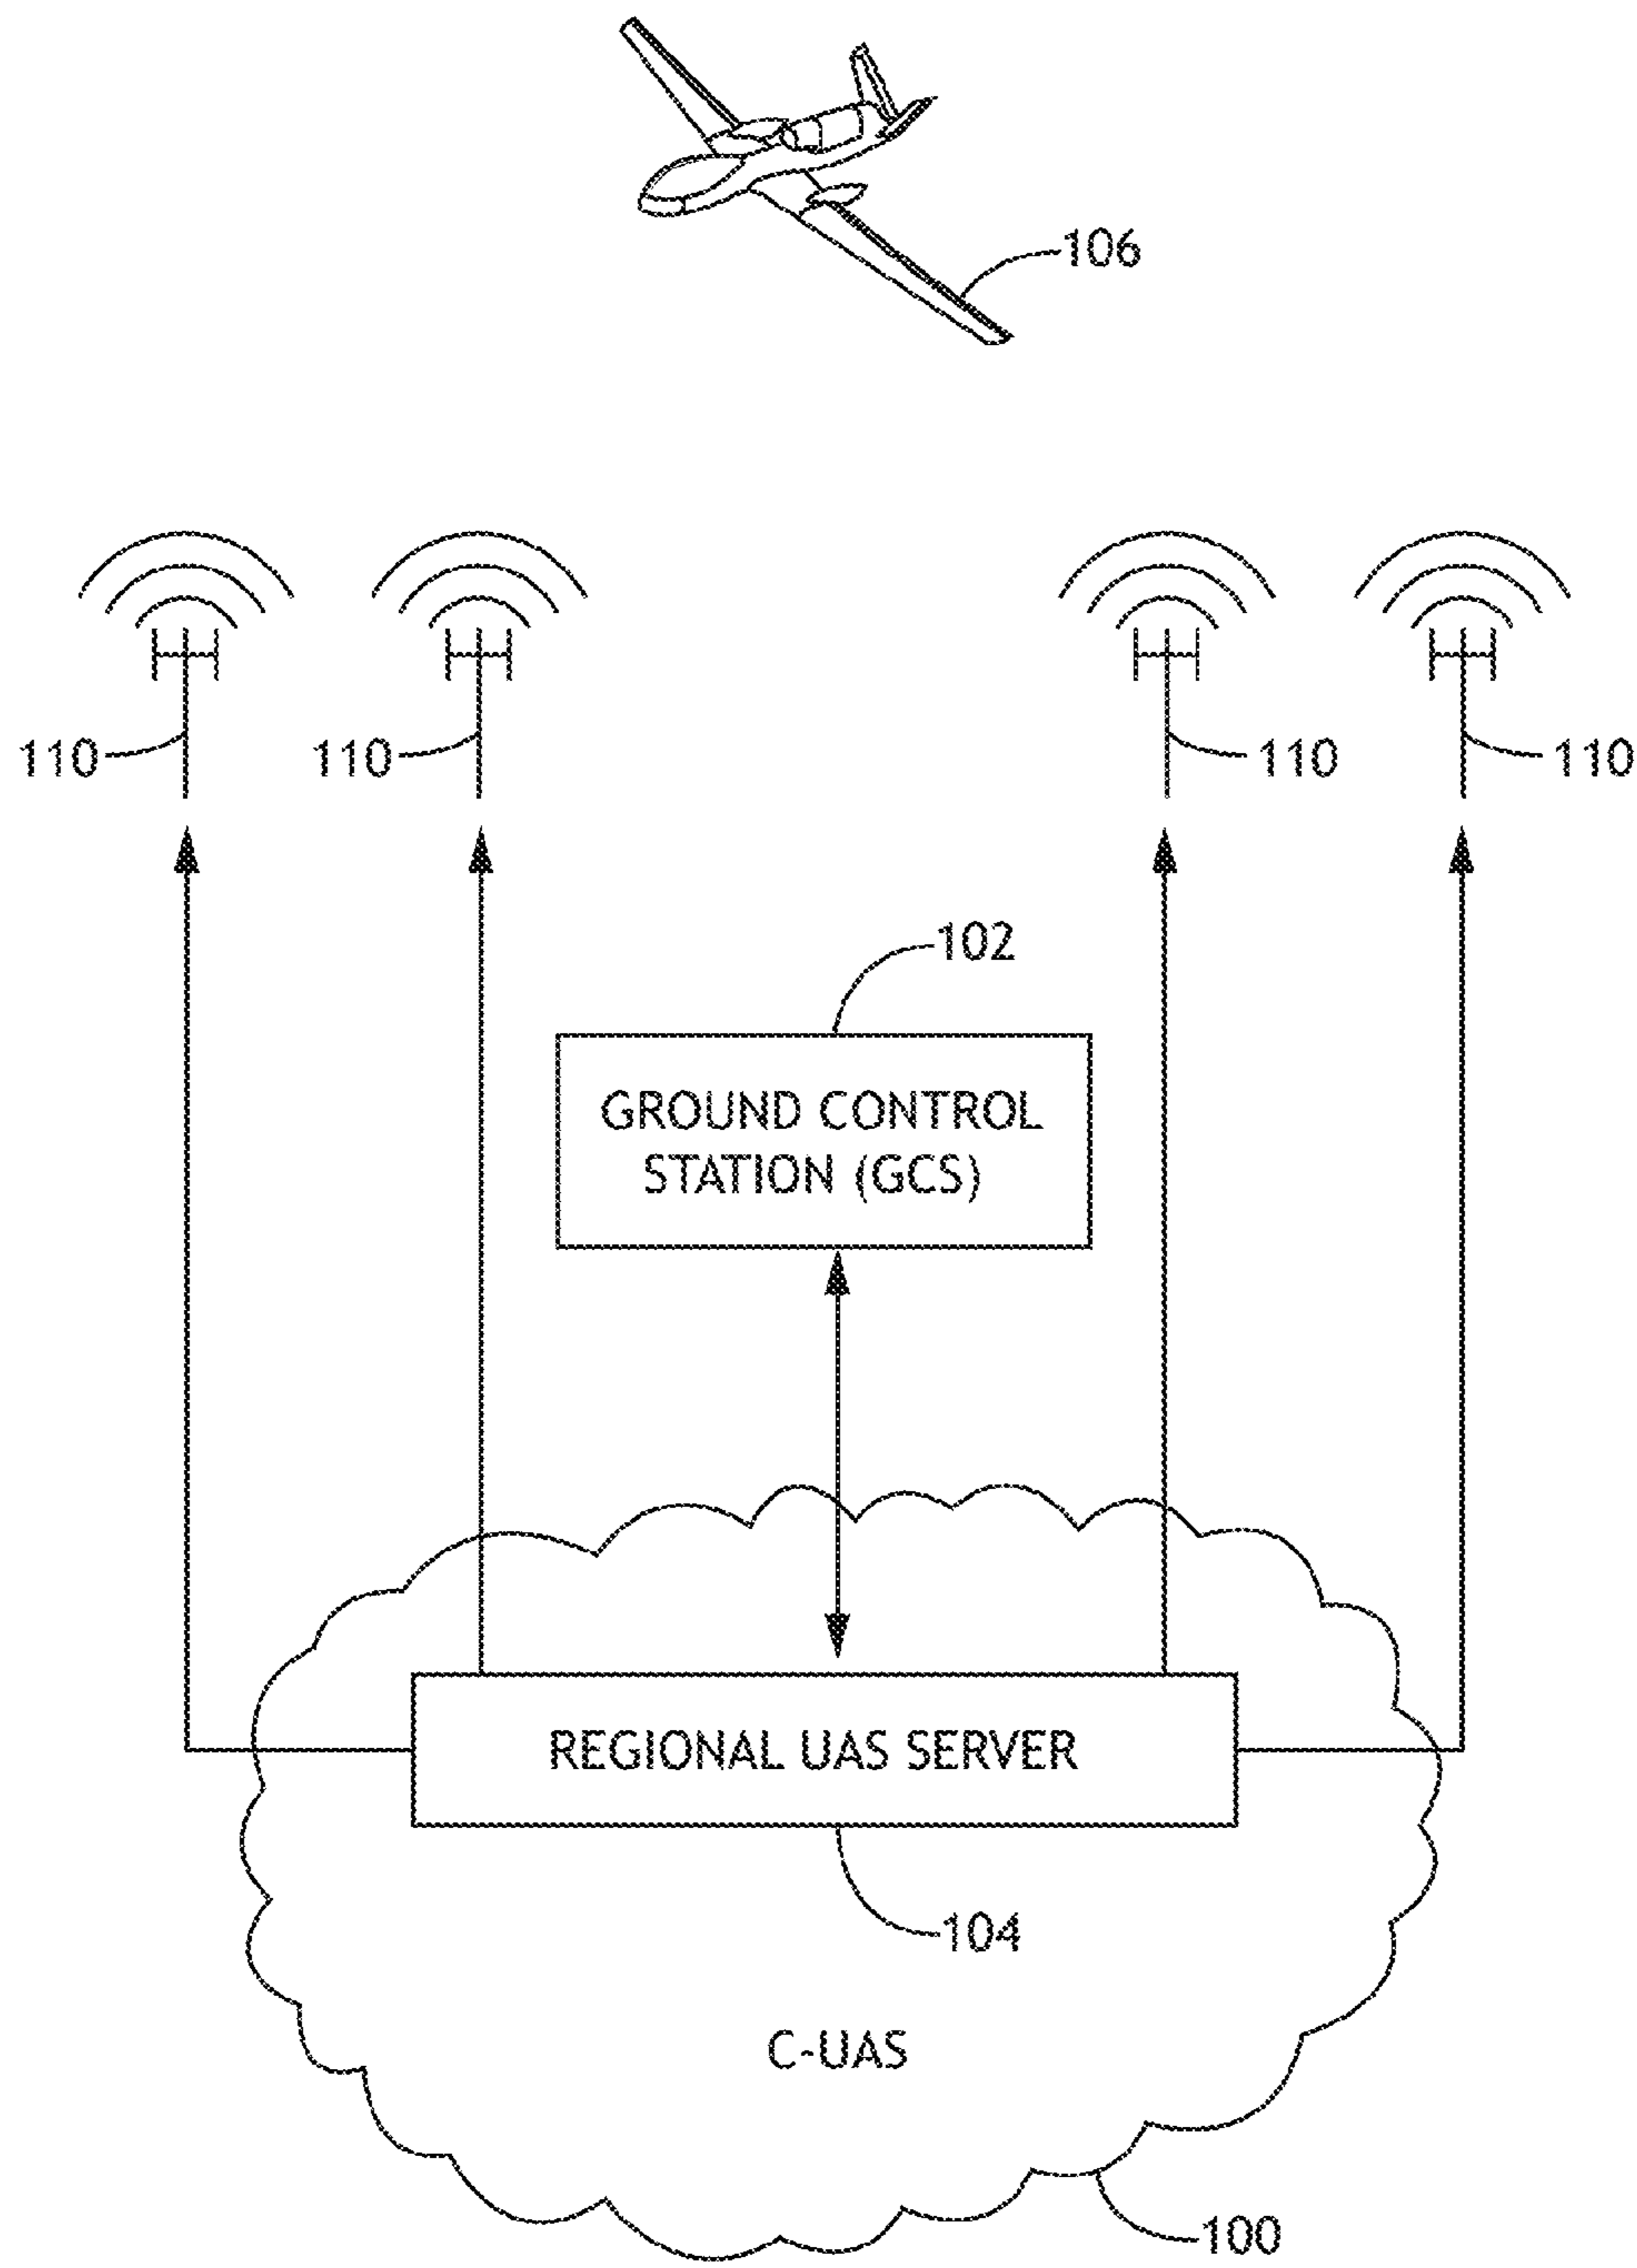 106
110
110
110
110
102
GROUND CONTROL
STATION (GCS)
REGIONAL UAS SERVER
104
C-UAS
100